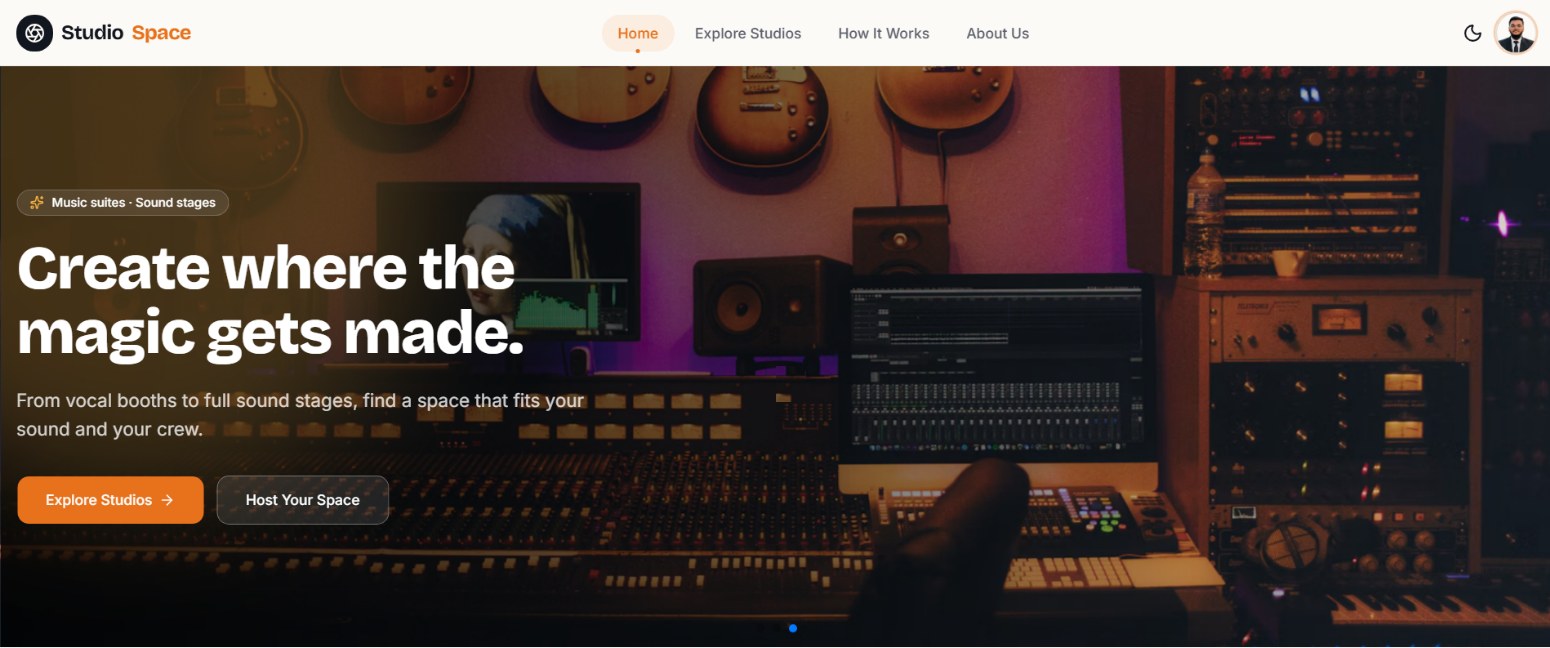 Studio Space
Home
Explore Studios
How It Works
About Us
Music suites · Sound stages
Create where the
magic gets made.
From vocal booths to full sound stages, find a space that fits your
sound and your crew.
Explore Studios →
Host Your Space